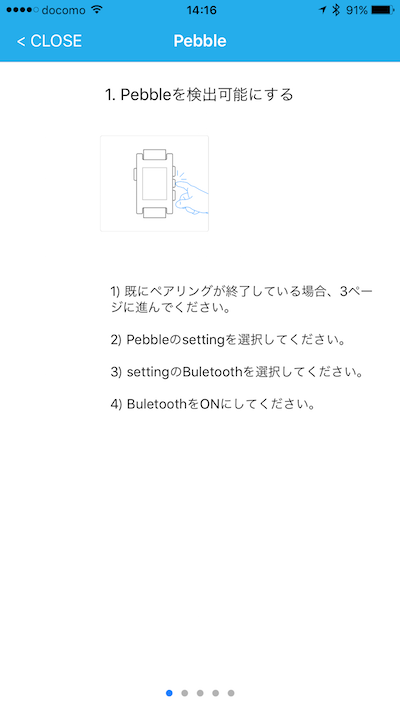 docomo 14:16 91%
< CLOSE Pebble
1. Pebbleを検出可能にする
1) 既にペアリングが終了している場合、3ペー
ジに進んでください。
2) Pebbleのsettingを選択してください。
3) settingのBuletoothを選択してください。
4) BuletoothをONにしてください。